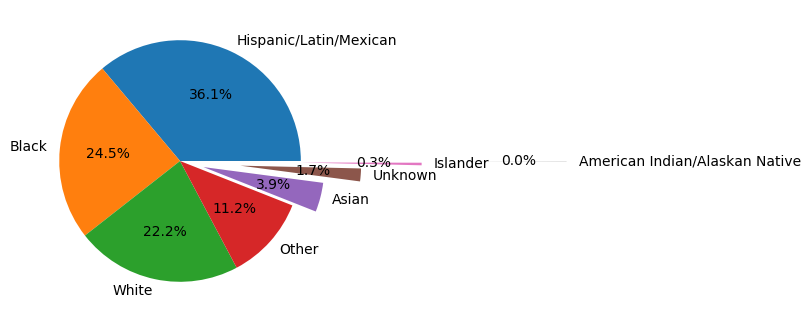 Hispanic/Latin/Mexican
36.1%
Black
24.5%
22.2%
White
11.2%
Other
3.9%
Asian
1.7%
Unknown
0.3%
Islander
0.0%
American Indian/Alaskan Native